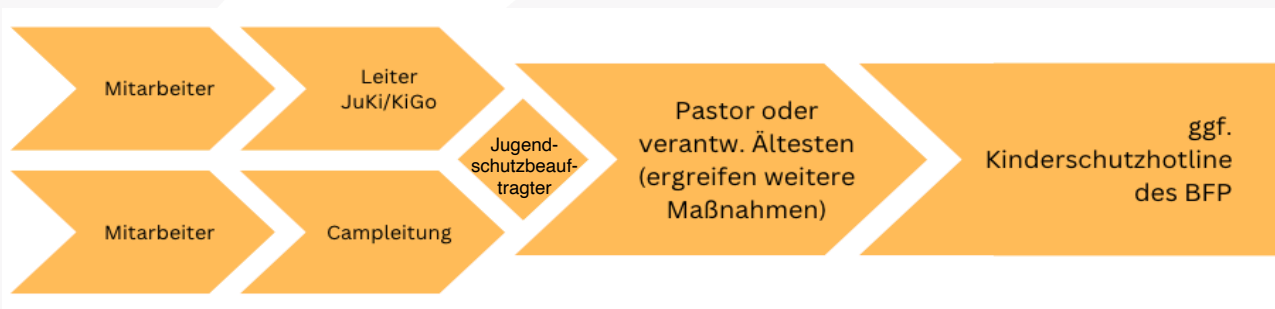 Mitarbeiter
Leiter
JuKi/KiGo
Mitarbeiter
Campleitung
Jugend-
schutzbeauf-
tragter
Pastor oder
verantw. Ältesten
(ergreifen weitere
Maßnahmen)
ggf.
Kinderschutzhotline
des BFP